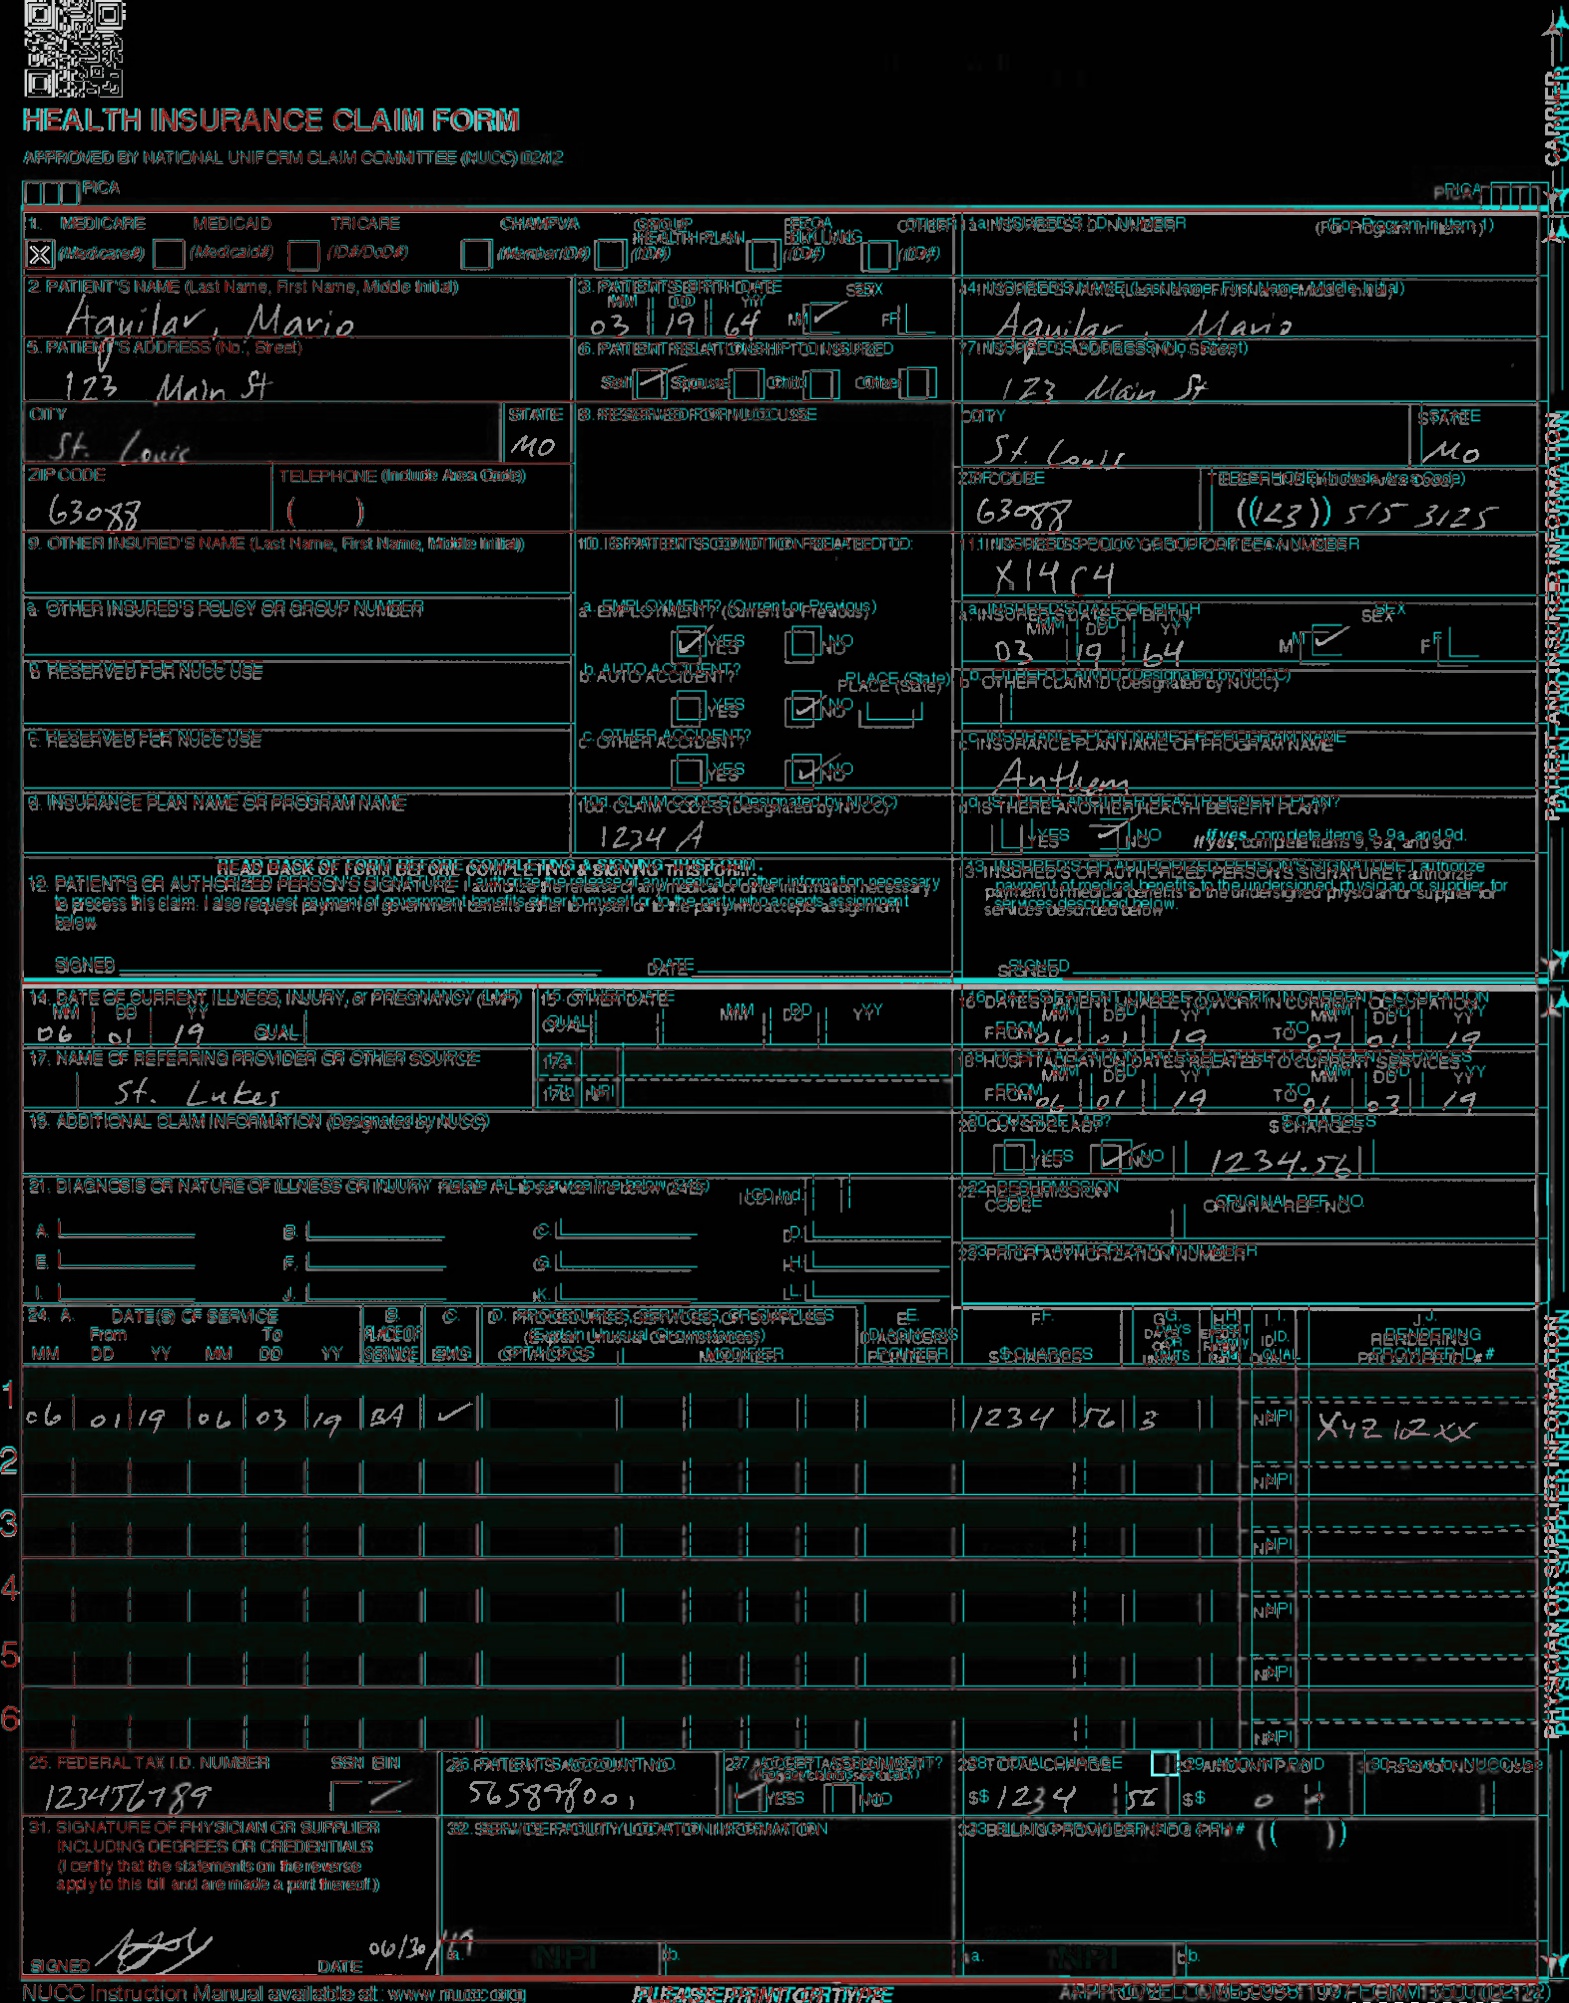 HEALTH INSURANCE CLAIM FORM
APPROVED BY NATIONAL UNIFORM CLAIM COMMITTEE (NUCC) 02/12
PICA PICA
CARRIER
1. MEDICARE MEDICAID TRICARE CHAMPVA GROUP HEALTH PLAN FECA BLK LUNG OTHER 1a. INSURED'S I.D. NUMBER (For Program in Item 1)
(Medicare#) (Medicaid#) (ID#/DoD#) (Member ID#) (ID#) (ID#) (ID#)
2. PATIENT'S NAME (Last Name, First Name, Middle Initial) 3. PATIENT'S BIRTH DATE SEX 4. INSURED'S NAME (Last Name, First Name, Middle Initial)
MM DD YY
Aguilar, Mario 03 19 64 M F Aguilar, Mario
5. PATIENT'S ADDRESS (No., Street) 6. PATIENT RELATIONSHIP TO INSURED 7. INSURED'S ADDRESS (No., Street)
123 Main St Self Spouse Child Other 123 Main St
CITY STATE 8. RESERVED FOR NUCC USE CITY STATE
St. Louis MO St. Louis MO
ZIP CODE TELEPHONE (Include Area Code) ZIP CODE TELEPHONE (Include Area Code)
63088 ( ) 63088 (123) 515 3125
9. OTHER INSURED'S NAME (Last Name, First Name, Middle Initial) 10. IS PATIENT'S CONDITION RELATED TO: 11. INSURED'S POLICY GROUP OR FECA NUMBER
a. OTHER INSURED'S POLICY OR GROUP NUMBER a. EMPLOYMENT? (Current or Previous) a. INSURED'S DATE OF BIRTH SEX
MM DD YY
YES NO 03 19 64 M F
b. RESERVED FOR NUCC USE b. AUTO ACCIDENT? PLACE (State) b. OTHER CLAIM ID (Designated by NUCC)
YES NO
c. RESERVED FOR NUCC USE c. OTHER ACCIDENT? c. INSURANCE PLAN NAME OR PROGRAM NAME
YES NO Anthem
d. INSURANCE PLAN NAME OR PROGRAM NAME 10d. CLAIM CODES (Designated by NUCC) d. IS THERE ANOTHER HEALTH BENEFIT PLAN?
1234 A YES NO If yes, complete items 9, 9a, and 9d.
READ BACK OF FORM BEFORE COMPLETING & SIGNING THIS FORM.
12. PATIENT'S OR AUTHORIZED PERSON'S SIGNATURE I authorize the release of any medical or other information necessary
to process this claim. I also request payment of government benefits either to myself or to the party who accepts assignment
below.
SIGNED DATE
13. INSURED'S OR AUTHORIZED PERSON'S SIGNATURE I authorize
payment of medical benefits to the undersigned physician or supplier for
services described below.
SIGNED
PATIENT AND INSURED INFORMATION
14. DATE OF CURRENT ILLNESS, INJURY, or PREGNANCY (LMP) 15. OTHER DATE 16. DATES PATIENT UNABLE TO WORK IN CURRENT OCCUPATION
MM DD YY MM DD YY MM DD YY MM DD YY
06 01 19 QUAL. QUAL. FROM 06 01 19 TO 07 01 19
17. NAME OF REFERRING PROVIDER OR OTHER SOURCE 17a. 18. HOSPITALIZATION DATES RELATED TO CURRENT SERVICES
MM DD YY MM DD YY
St. Lukes 17b. NPI FROM 06 01 19 TO 06 03 19
19. ADDITIONAL CLAIM INFORMATION (Designated by NUCC) 20. OUTSIDE LAB? $ CHARGES
YES NO 1234.56
21. DIAGNOSIS OR NATURE OF ILLNESS OR INJURY Relate A-L to service line below (24E) ICD Ind. 22. RESUBMISSION CODE ORIGINAL REF. NO.
A. B. C. D.
E. F. G. H. 23. PRIOR AUTHORIZATION NUMBER
I. J. K. L.
24. A. DATE(S) OF SERVICE B. C. D. PROCEDURES, SERVICES, OR SUPPLIES E. F. G. H. I. J.
From To PLACE OF (Explain Unusual Circumstances) DIAGNOSIS DAYS OR UNITS ID. RENDERING
MM DD YY MM DD YY SERVICE EMG CPT/HCPCS MODIFIER POINTER $ CHARGES QUAL. PROVIDER ID. #
1
06 01 19 06 03 19 BA 1234 56 3 NPI
2 NPI
3 NPI
4 NPI
5 NPI
6 NPI
PHYSICIAN OR SUPPLIER INFORMATION
25. FEDERAL TAX I.D. NUMBER SSN EIN 26. PATIENT'S ACCOUNT NO. 27. ACCEPT ASSIGNMENT? 28. TOTAL CHARGE 29. AMOUNT PAID 30. Rsvd for NUCC Use
123456789 YES NO $ 1234 56 $ 0
31. SIGNATURE OF PHYSICIAN OR SUPPLIER 32. SERVICE FACILITY LOCATION INFORMATION 33. BILLING PROVIDER INFO & PH # ( )
INCLUDING DEGREES OR CREDENTIALS
(I certify that the statements on the reverse
apply to this bill and are made a part thereof.)
SIGNED DATE 06/30/19 a. NPI b. a. NPI b.
NUCC Instruction Manual available at: www.nucc.org PLEASE PRINT OR TYPE